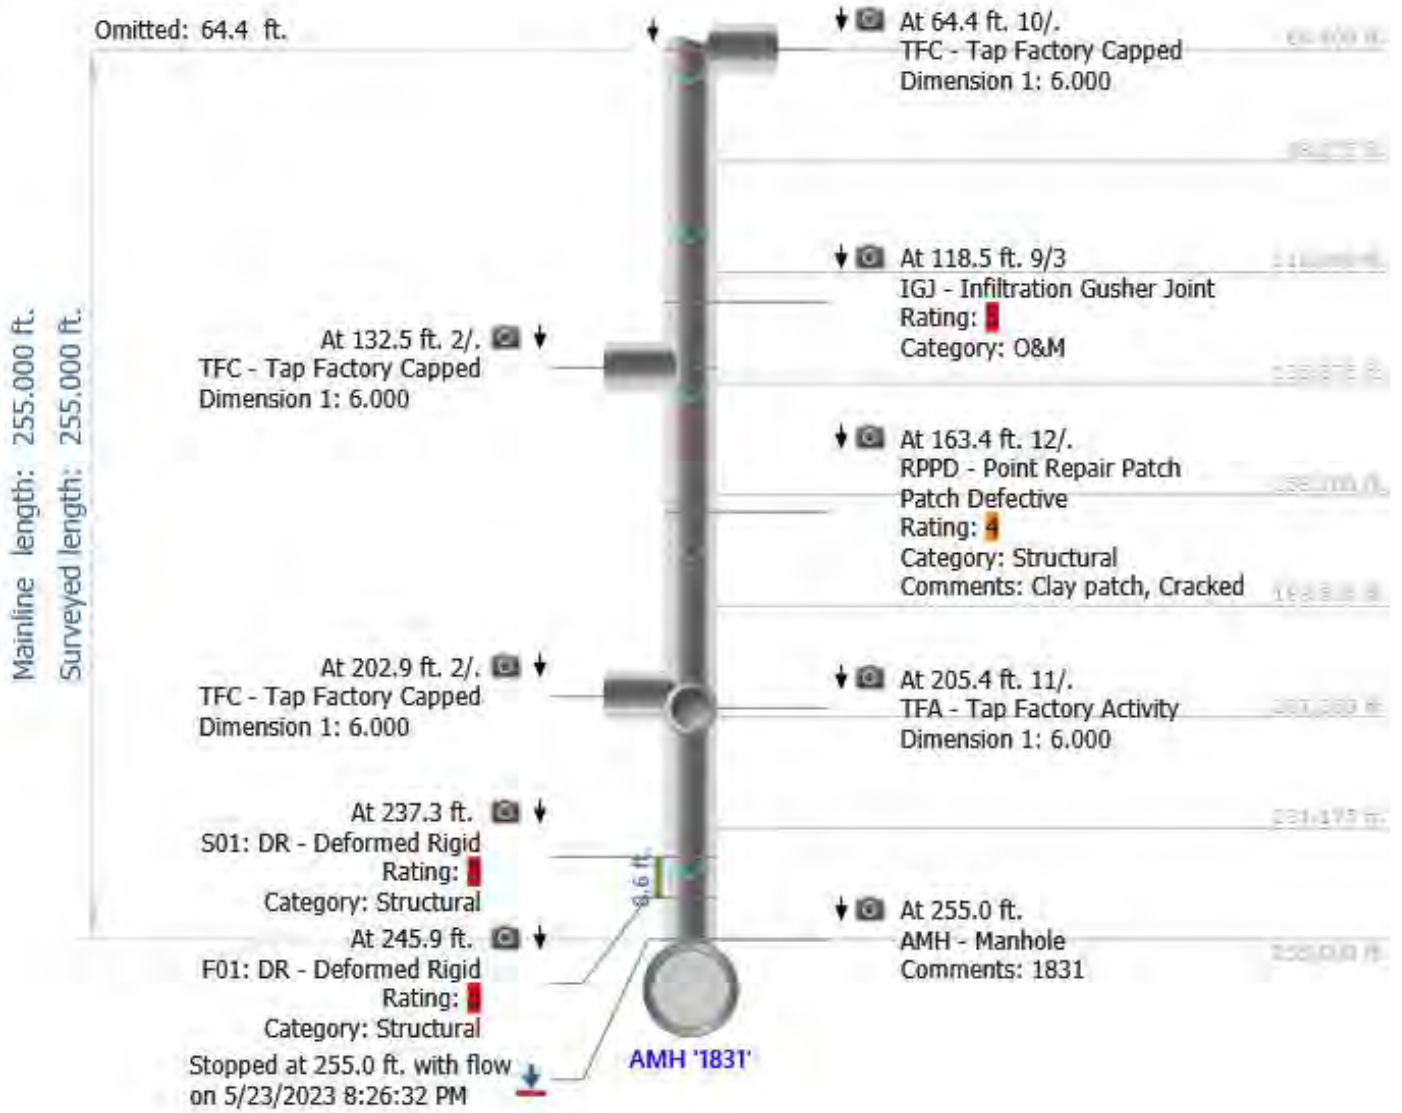 Omitted: 64.4 ft.
At 64.4 ft. 10/.
TFC - Tap Factory Capped
Dimension 1: 6.000
At 118.5 ft. 9/3
IGJ - Infiltration Gusher Joint
Rating:
Category: O&M
At 132.5 ft. 2/.
TFC - Tap Factory Capped
Dimension 1: 6.000
At 163.4 ft. 12/.
RPPD - Point Repair Patch
Patch Defective
Rating: 4
Category: Structural
Comments: Clay patch, Cracked
Mainline length: 255.000 ft.
Surveyed length: 255.000 ft.
At 202.9 ft. 2/.
TFC - Tap Factory Capped
Dimension 1: 6.000
At 205.4 ft. 11/.
TFA - Tap Factory Activity
Dimension 1: 6.000
At 237.3 ft.
S01: DR - Deformed Rigid
Rating:
Category: Structural
8.6 ft.
At 245.9 ft.
F01: DR - Deformed Rigid
Rating:
Category: Structural
At 255.0 ft.
AMH - Manhole
Comments: 1831
255.000 ft.
Stopped at 255.0 ft. with flow
on 5/23/2023 8:26:32 PM
AMH '1831'